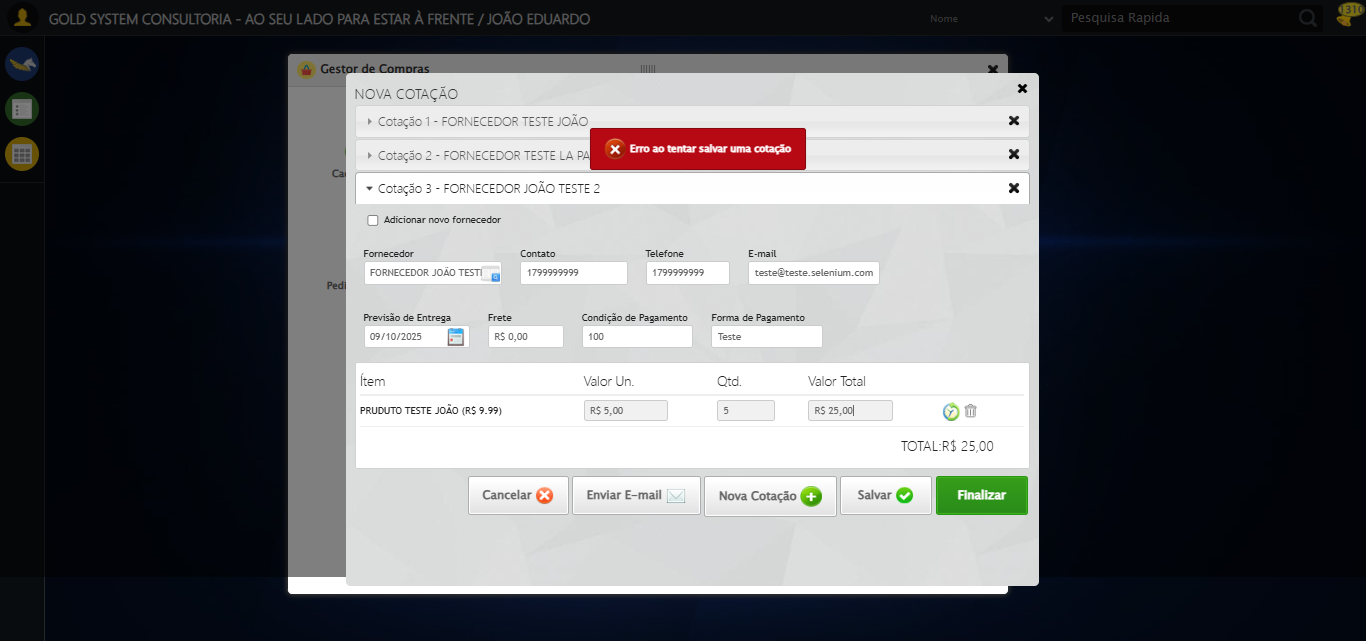 GOLD SYSTEM CONSULTORIA - AO SEU LADO PARA ESTAR À FRENTE / JOÃO EDUARDO
Nome
Pesquisa Rapida
1310
Gestor de Compras
NOVA COTAÇÃO
Cotação 1 - FORNECEDOR TESTE JOÃO
Erro ao tentar salvar uma cotação
Cotação 2 - FORNECEDOR TESTE LA PA
Cotação 3 - FORNECEDOR JOÃO TESTE 2
Adicionar novo fornecedor
Fornecedor Contato Telefone E-mail
FORNECEDOR JOÃO TEST 1799999999 1799999999 teste@teste.selenium.com
Previsão de Entrega Frete Condição de Pagamento Forma de Pagamento
09/10/2025 R$ 0,00 100 Teste
Ítem Valor Un. Qtd. Valor Total
PRUDUTO TESTE JOÃO (R$ 9.99) R$ 5,00 5 R$ 25,00
TOTAL:R$ 25,00
Cancelar Enviar E-mail Nova Cotação Salvar Finalizar